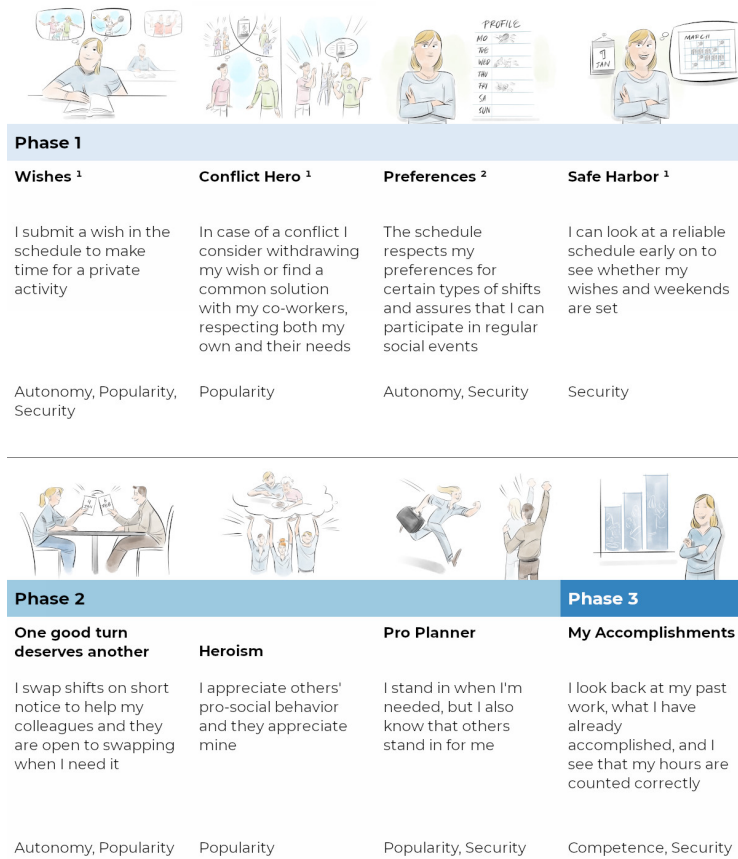 PROFILE
MO
TUE
WED
THU
FRI
SA
SUN
1
JAN
MARCH
Phase 1
Wishes ¹
I submit a wish in the
schedule to make
time for a private
activity
Autonomy, Popularity,
Security
Conflict Hero ¹
In case of a conflict I
consider withdrawing
my wish or find a
common solution
with my co-workers,
respecting both my
own and their needs
Popularity
Preferences ²
The schedule
respects my
preferences for
certain types of shifts
and assures that I can
participate in regular
social events
Autonomy, Security
Safe Harbor ¹
I can look at a reliable
schedule early on to
see whether my
wishes and weekends
are set
Security
Phase 2
One good turn
deserves another
I swap shifts on short
notice to help my
colleagues and they
are open to swapping
when I need it
Autonomy, Popularity
Heroism
I appreciate others'
pro-social behavior
and they appreciate
mine
Popularity
Pro Planner
I stand in when I'm
needed, but I also
know that others
stand in for me
Popularity, Security
Phase 3
My Accomplishments
I look back at my past
work, what I have
already
accomplished, and I
see that my hours are
counted correctly
Competence, Security